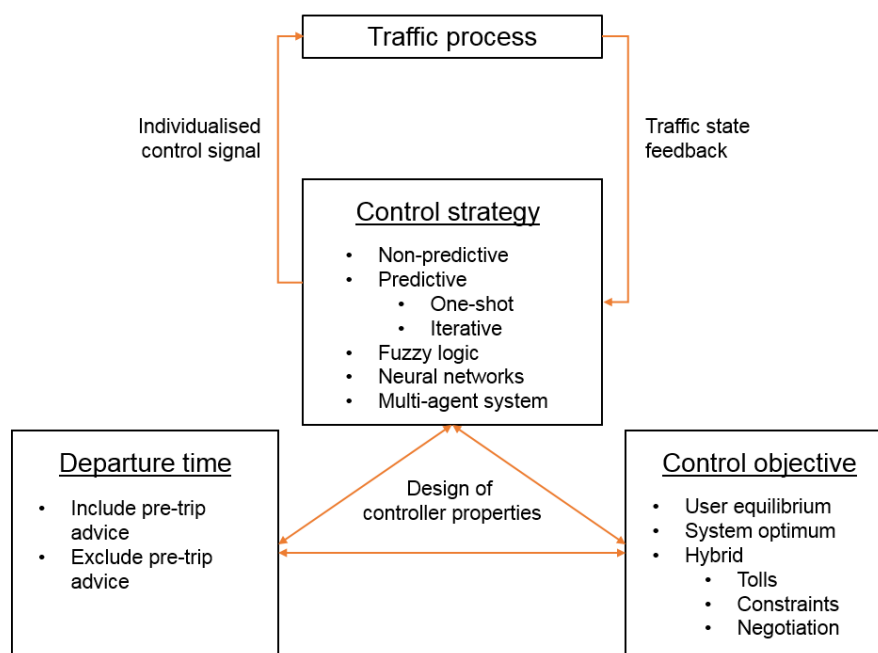 Traffic process
Individualised
control signal
Traffic state
feedback
Control strategy
• Non-predictive
• Predictive
• One-shot
• Iterative
• Fuzzy logic
• Neural networks
• Multi-agent system
Departure time
• Include pre-trip
advice
• Exclude pre-trip
advice
Design of
controller properties
Control objective
• User equilibrium
• System optimum
• Hybrid
• Tolls
• Constraints
• Negotiation